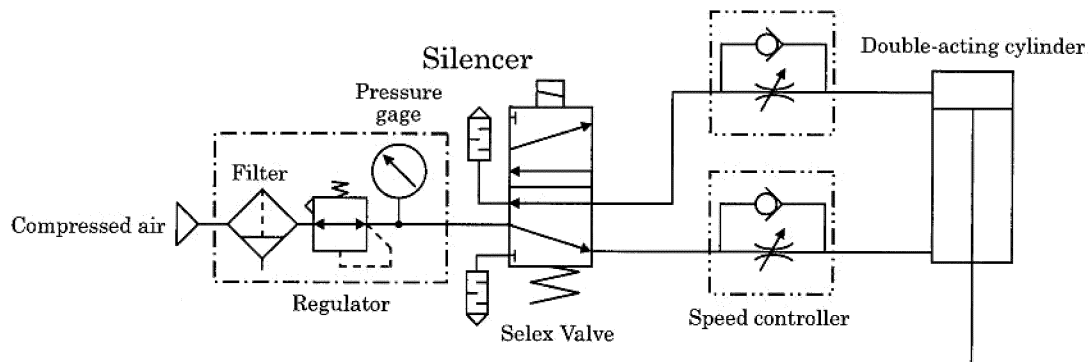 Silencer
Double-acting cylinder
Pressure
gage
Filter
Compressed air
Regulator
Selex Valve
Speed controller